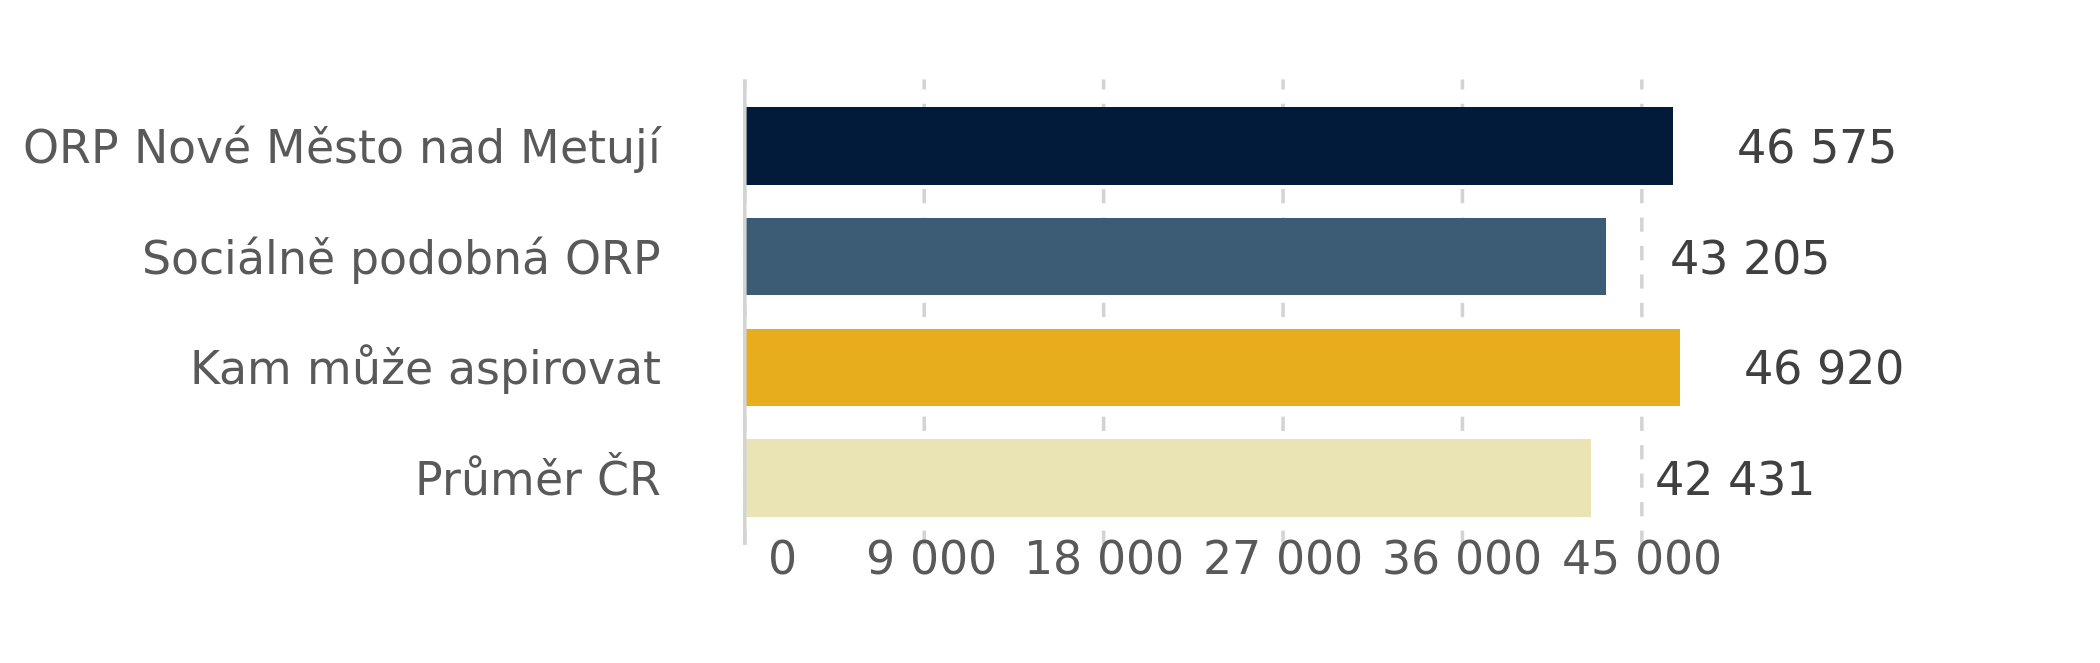 ORP Nové Město nad Metují 46 575
Sociálně podobná ORP 43 205
Kam může aspirovat 46 920
Průměr ČR 42 431
0 9 000 18 000 27 000 36 000 45 000